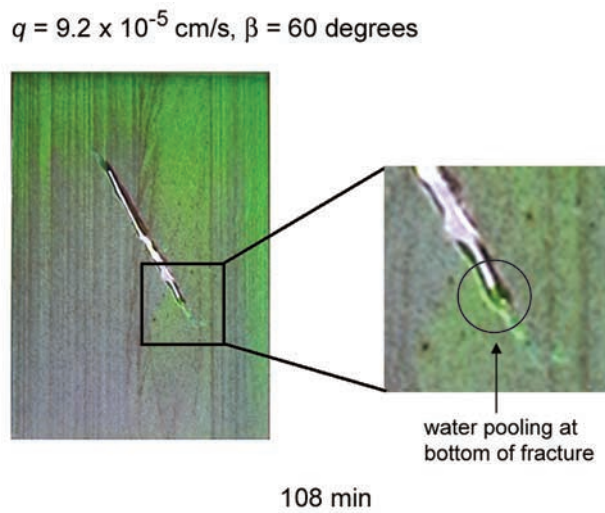 q = 9.2 x 10⁻⁵ cm/s, β = 60 degrees
water pooling at
bottom of fracture
108 min